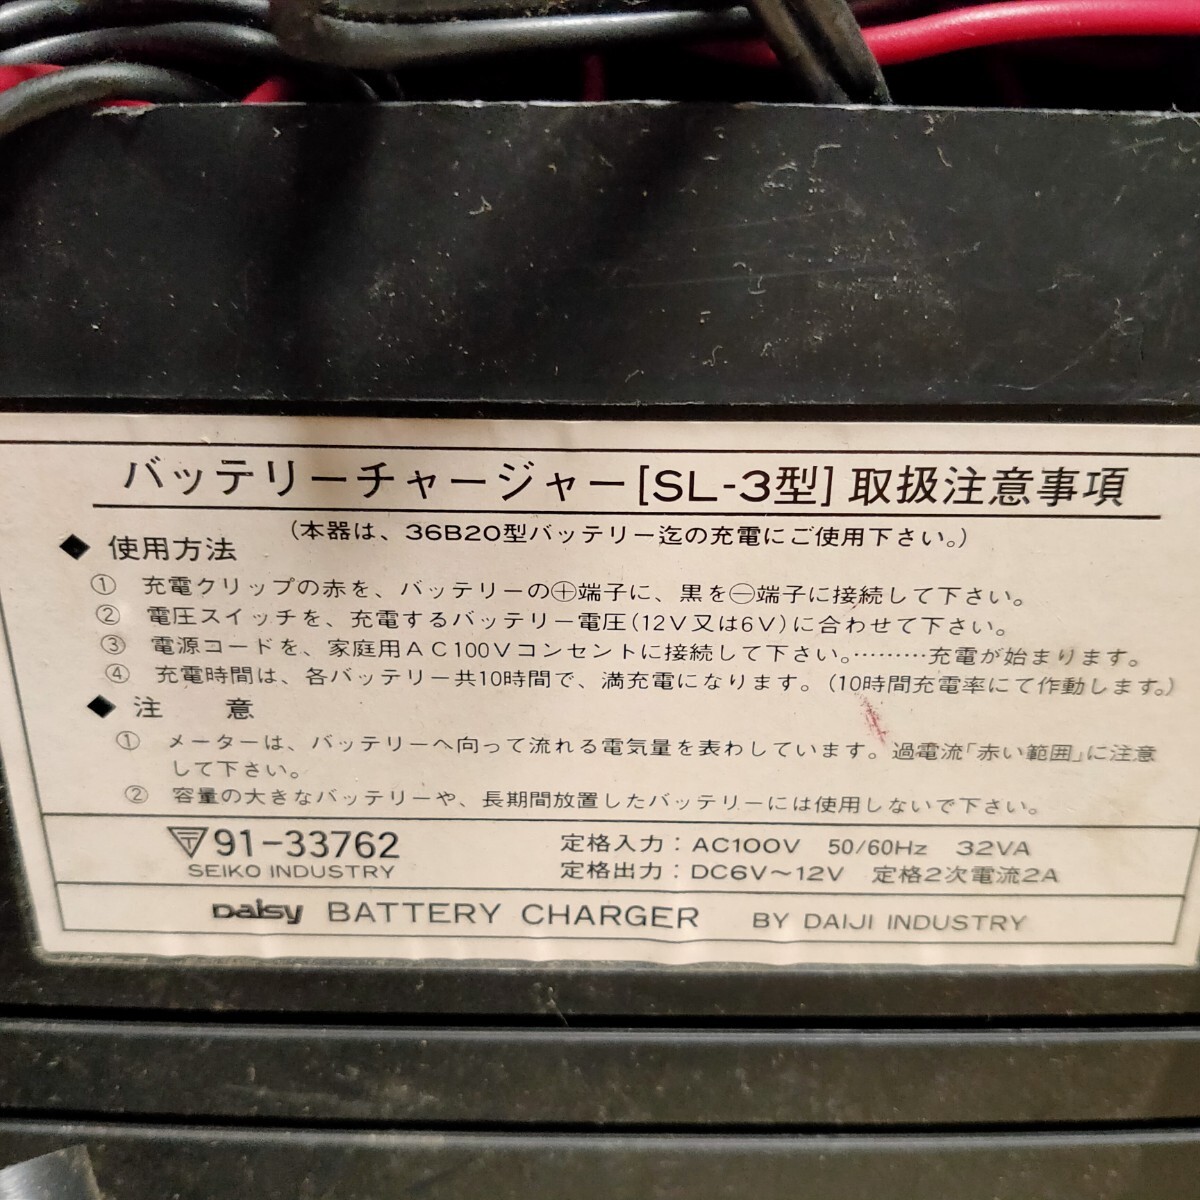 バッテリーチャージャー[SL-3型]取扱注意事項
(本器は、36B20型バッテリー迄の充電にご使用下さい。)
◆ 使用方法
① 充電クリップの赤を、バッテリーの⊕端子に、黒を⊖端子に接続して下さい。
② 電圧スイッチを、充電するバッテリー電圧(12V又は6V)に合わせて下さい。
③ 電源コードを、家庭用AC100Vコンセントに接続して下さい。………充電が始まります。
④ 充電時間は、各バッテリー共10時間で、満充電になります。(10時間充電率にて作動します。)
◆ 注 意
① メーターは、バッテリーへ向って流れる電気量を表わしています。過電流「赤い範囲」に注意
して下さい。
② 容量の大きなバッテリーや、長期間放置したバッテリーには使用しないで下さい。
〒91-33762
SEIKO INDUSTRY
定格入力：AC100V 50/60Hz 32VA
定格出力：DC6V〜12V 定格2次電流2A
Daisy BATTERY CHARGER BY DAIJI INDUSTRY